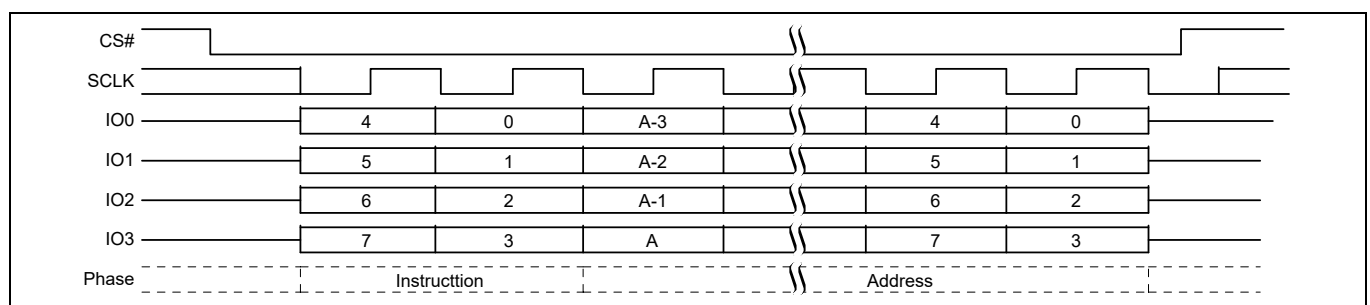 CS#
SCLK
IO0 4 0 A-3 4 0
IO1 5 1 A-2 5 1
IO2 6 2 A-1 6 2
IO3 7 3 A 7 3
Phase Instructtion Address